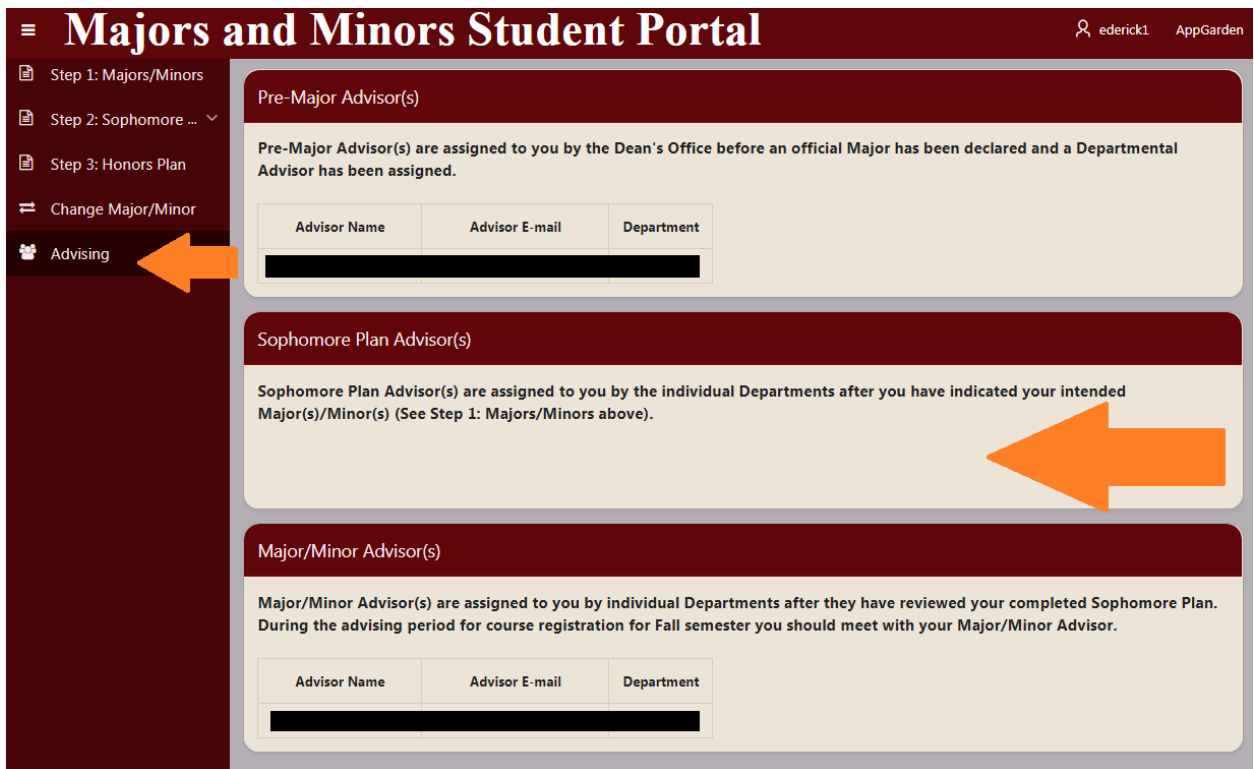 Majors and Minors Student Portal
ederick1 AppGarden
Step 1: Majors/Minors
Step 2: Sophomore ...
Step 3: Honors Plan
Change Major/Minor
Advising
Pre-Major Advisor(s)
Pre-Major Advisor(s) are assigned to you by the Dean's Office before an official Major has been declared and a Departmental
Advisor has been assigned.
Advisor Name Advisor E-mail Department
Sophomore Plan Advisor(s)
Sophomore Plan Advisor(s) are assigned to you by the individual Departments after you have indicated your intended
Major(s)/Minor(s) (See Step 1: Majors/Minors above).
Major/Minor Advisor(s)
Major/Minor Advisor(s) are assigned to you by individual Departments after they have reviewed your completed Sophomore Plan.
During the advising period for course registration for Fall semester you should meet with your Major/Minor Advisor.
Advisor Name Advisor E-mail Department